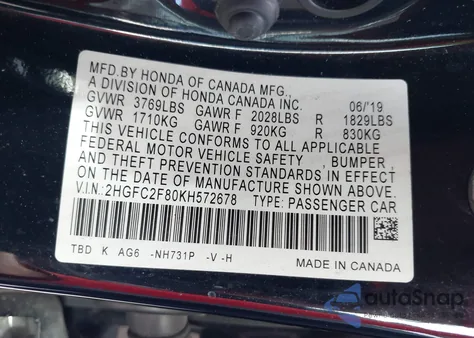 MFD.BY HONDA OF CANADA MFG.,
A DIVISION OF HONDA CANADA INC. 06/'19
GVWR 3769LBS GAWR F 2028LBS R 1829LBS
GVWR 1710KG GAWR F 920KG R 830KG
THIS VEHICLE CONFORMS TO ALL APPLICABLE
FEDERAL MOTOR VEHICLE SAFETY , BUMPER,
AND THEFT PREVENTION STANDARDS IN EFFECT
ON THE DATE OF MANUFACTURE SHOWN ABOVE.
V.I.N: 2HGFC2F80KH572678 TYPE: PASSENGER CAR
TBD K AG6 -NH731P -V -H
MADE IN CANADA
autoSnap